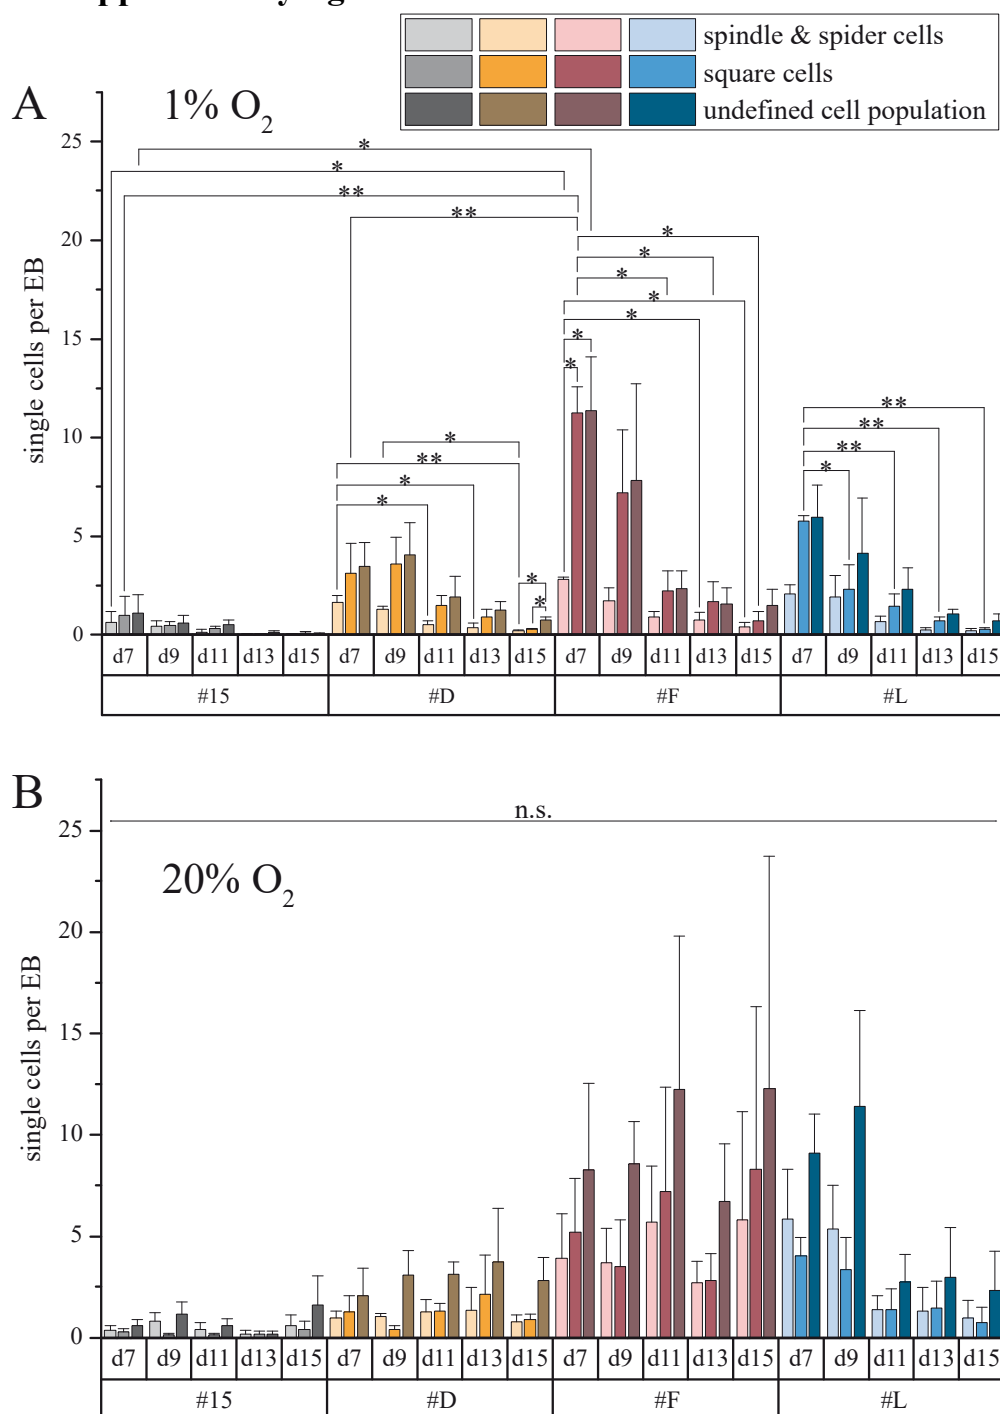 spindle & spider cells
square cells
undefined cell population
A
1% O2
25
20
15
10
5
0
single cells per EB
*
*
**
**
*
*
*
*
*
*
*
*
**
*
*
*
*
**
**
**
*
d7 d9 d11 d13 d15 d7 d9 d11 d13 d15 d7 d9 d11 d13 d15 d7 d9 d11 d13 d15
#15 #D #F #L
B
n.s.
20% O2
25
20
15
10
5
0
single cells per EB
d7 d9 d11 d13 d15 d7 d9 d11 d13 d15 d7 d9 d11 d13 d15 d7 d9 d11 d13 d15
#15 #D #F #L